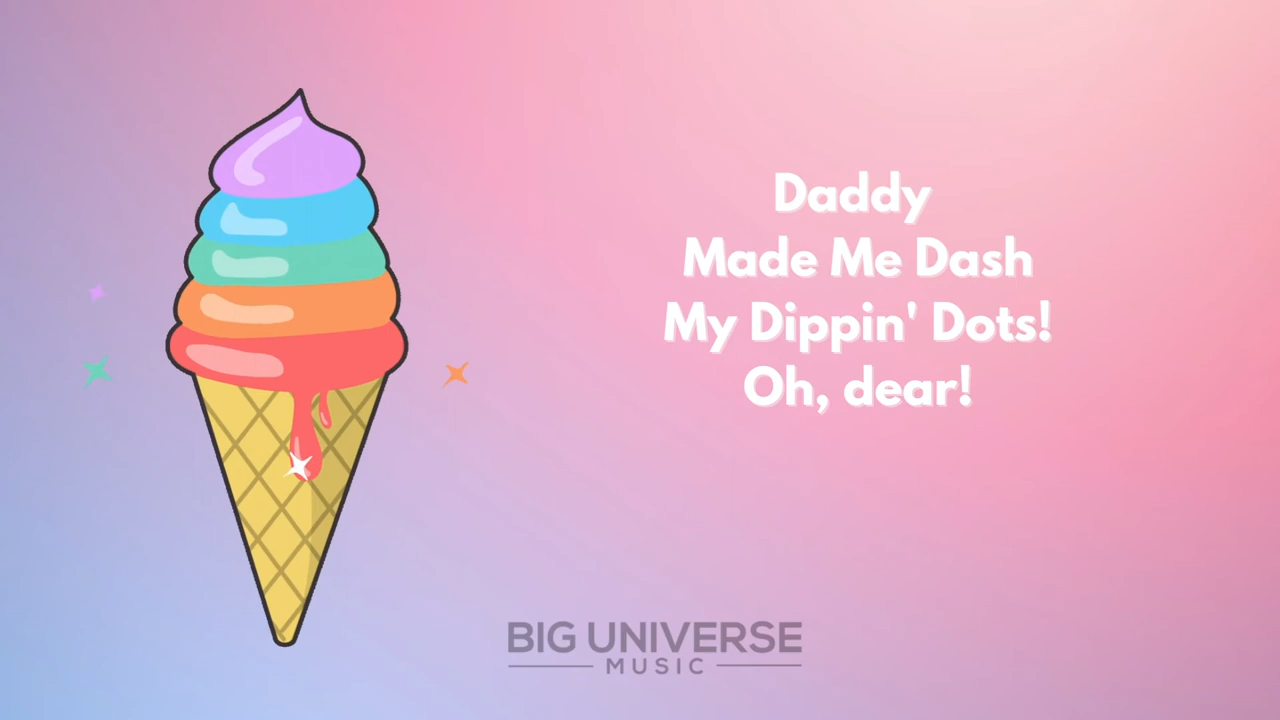 Daddy
Made Me Dash
My Dippin' Dots!
Oh, dear!
BIG UNIVERSE
MUSIC